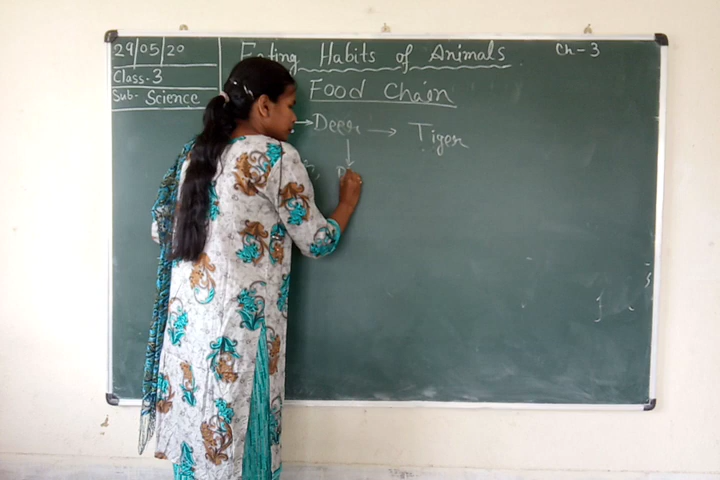 29/05/20
Class-3
Sub- Science
Eating Habits of Animals
Ch-3
Food Chain
→Deer → Tiger